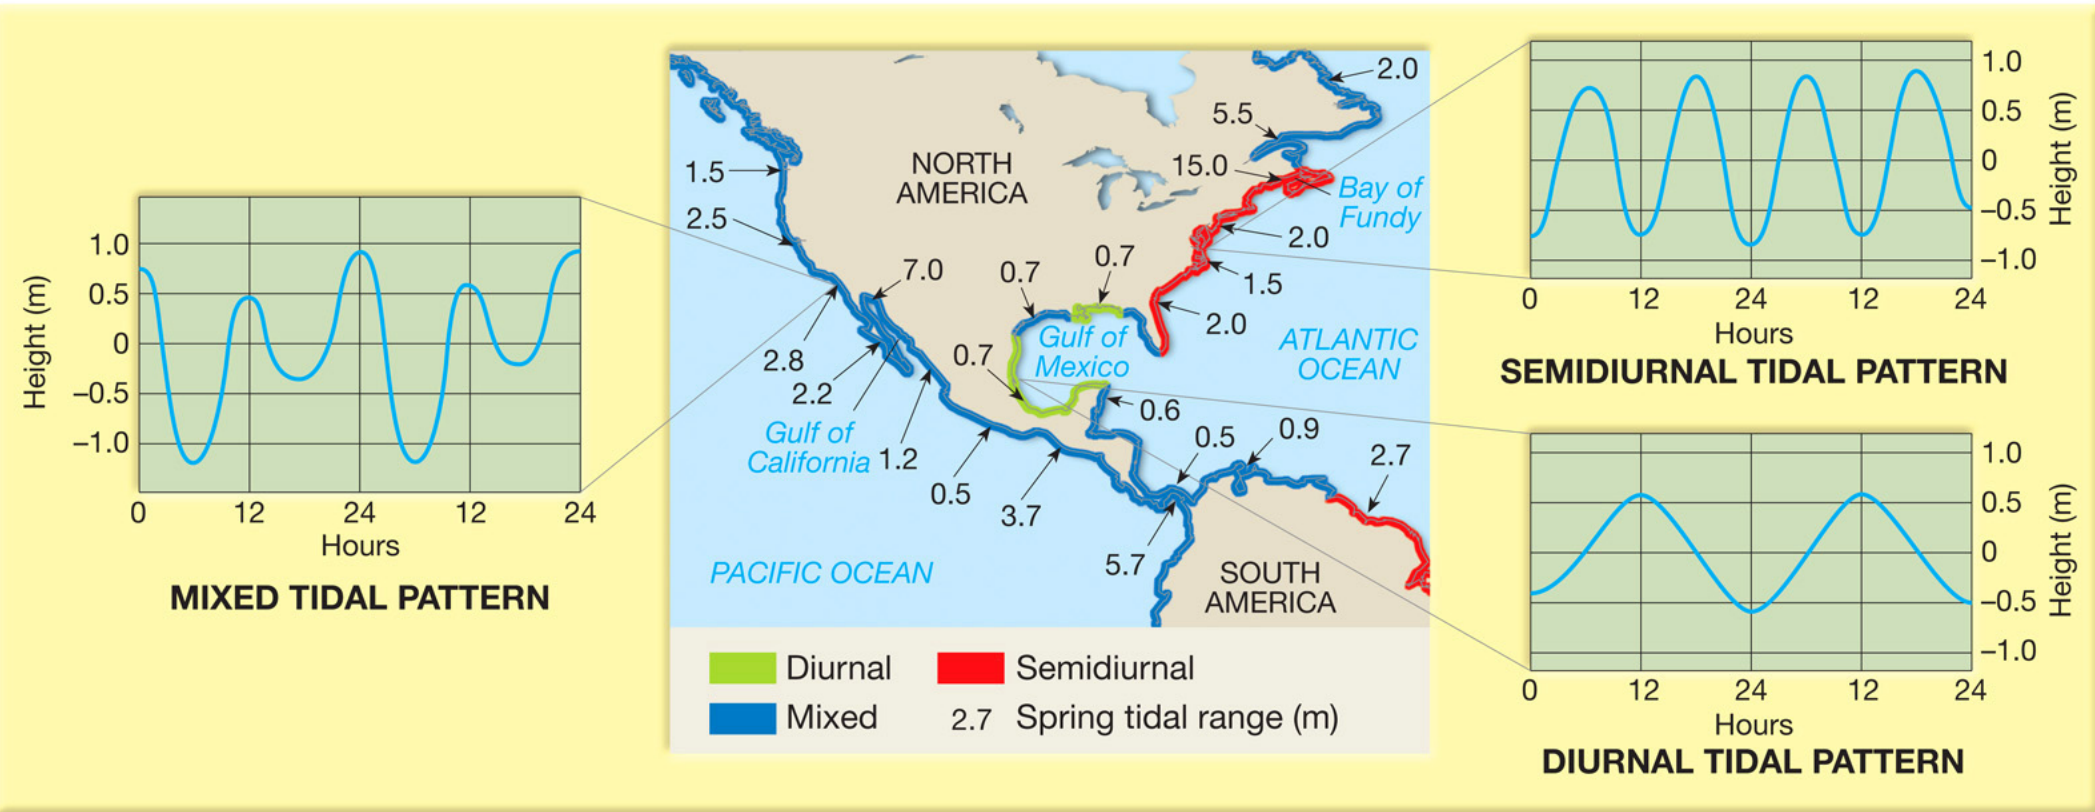 1.0
0.5
0
–0.5
–1.0
Height (m)
0 12 24 12 24
Hours
MIXED TIDAL PATTERN
NORTH
AMERICA
2.0
5.5
15.0
Bay of
Fundy
1.5
2.5
7.0
0.7
0.7
2.0
1.5
2.0
Gulf of
Mexico
ATLANTIC
OCEAN
2.8
2.2
0.7
0.6
Gulf of
California
1.2
0.5
3.7
0.5
0.9
2.7
5.7
PACIFIC OCEAN
SOUTH
AMERICA
Diurnal
Semidiurnal
Mixed
2.7 Spring tidal range (m)
1.0
0.5
0
–0.5
–1.0
Height (m)
0 12 24 12 24
Hours
SEMIDIURNAL TIDAL PATTERN
1.0
0.5
0
–0.5
–1.0
Height (m)
0 12 24 12 24
Hours
DIURNAL TIDAL PATTERN